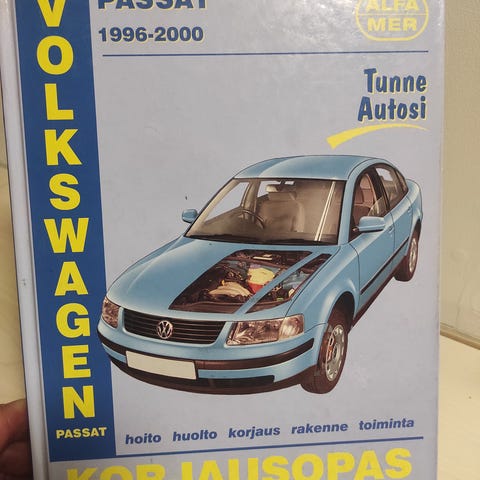 VOLKSWAGEN
PASSAT
PASSAT
1996-2000
ALFA
MER
Tunne
Autosi
hoito huolto korjaus rakenne toiminta
KORJAUSOPAS